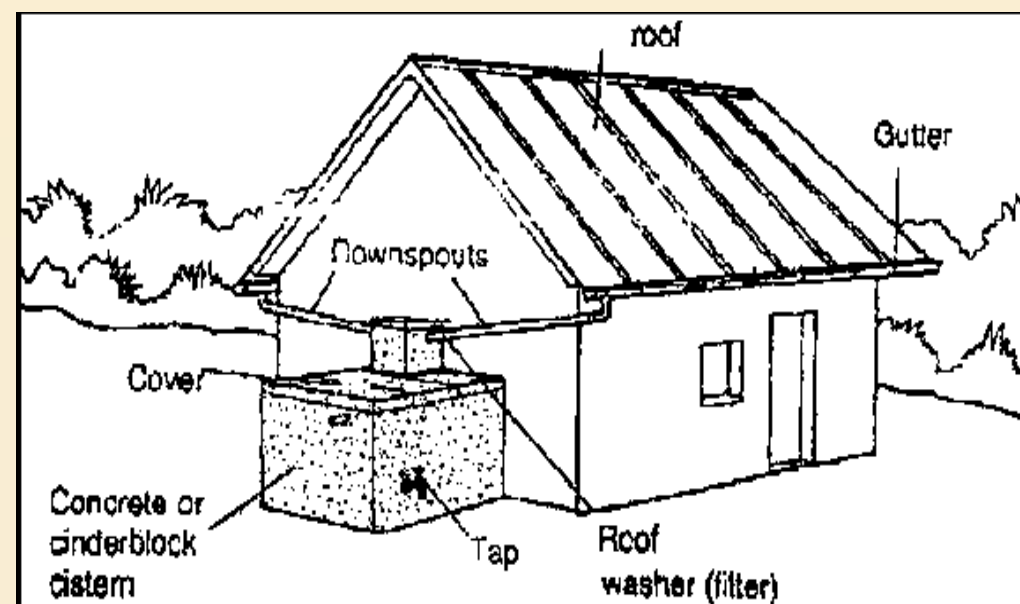 roof
Gutter
Downspouts
Cover
Concrete or
cinderblock
cistern
Tap
Roof
washer (filter)